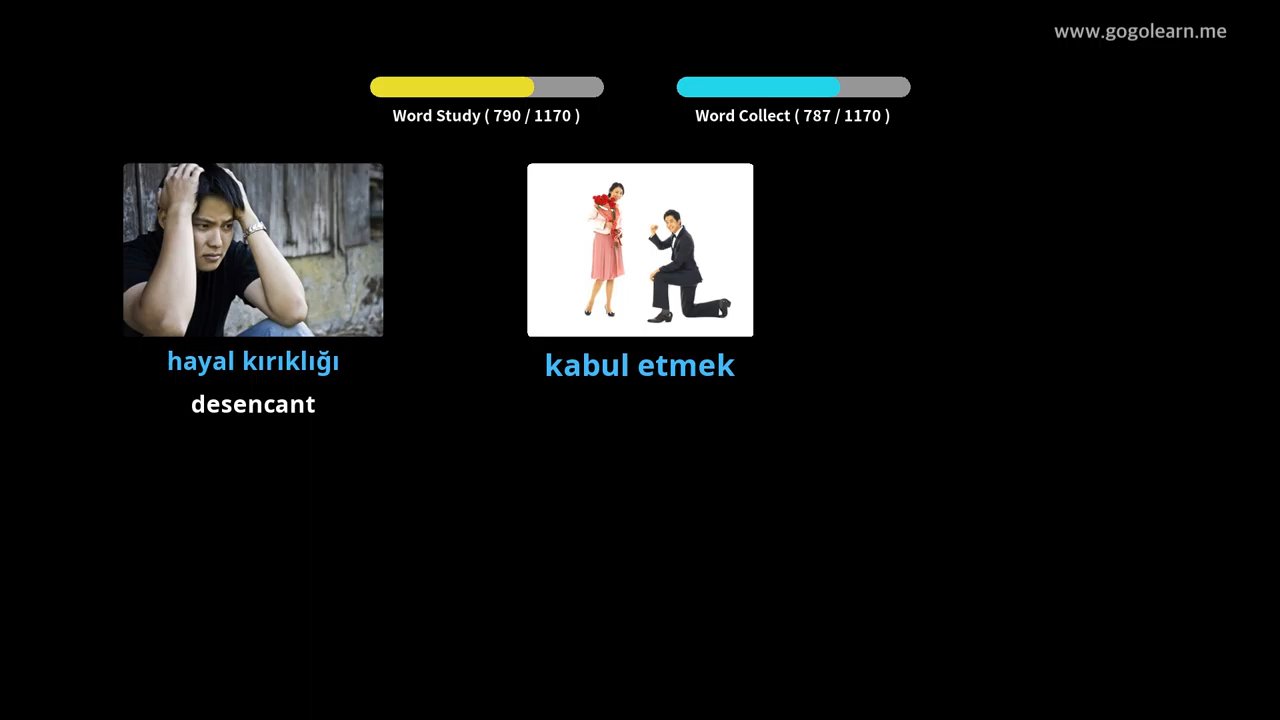 www.gogolearn.me
Word Study ( 790 / 1170 )
Word Collect ( 787 / 1170 )
hayal kırıklığı
desencant
kabul etmek